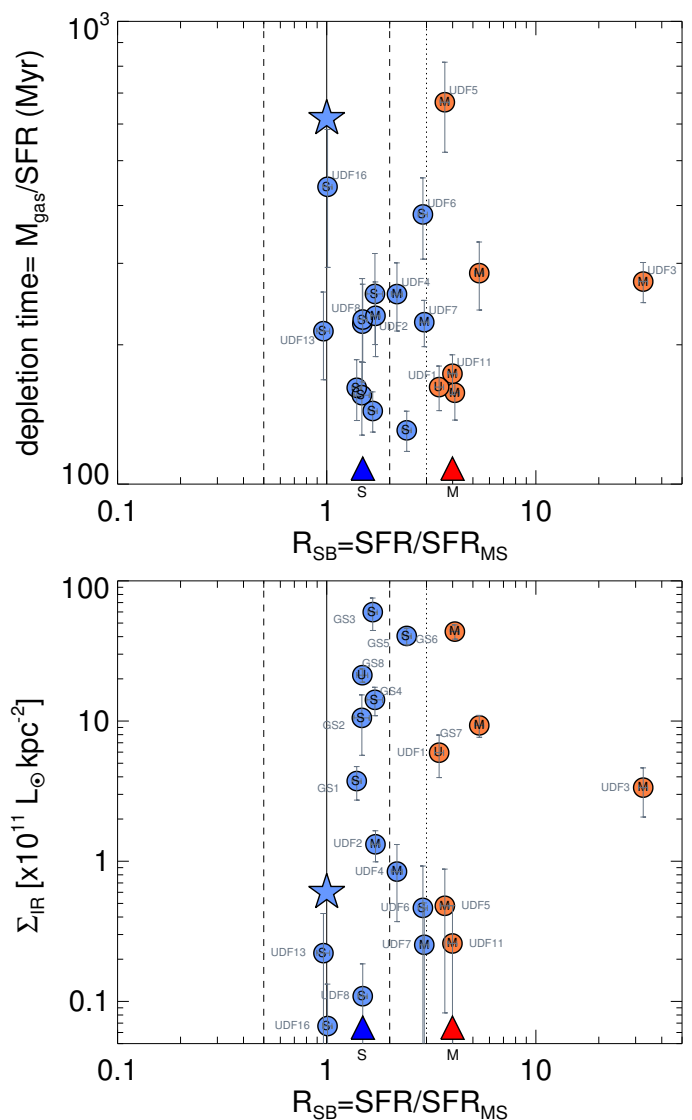 10³
UDF5
M
UDF16
S
UDF6
S
UDF3
M
M
S
M
UDF4
UDF8
S
M
UDF2
M
UDF7
UDF13
S
UDF11
M
UDF1
U
M
S
S
S
S
100
S
M
0.1
1
10
depletion time= M_gas/SFR (Myr)
R_SB=SFR/SFR_MS
100
GS3
S
GS5
S
GS6
M
GS8
U
GS4
S
GS2
S
10
GS7
M
UDF1
U
GS1
S
UDF3
M
UDF2
M
1
UDF4
M
UDF6
S
M
UDF5
UDF13
S
UDF7
M
M
UDF11
0.1
UDF8
S
UDF16
S
S
M
0.1
1
10
Σ_IR [x10¹¹ L⊙kpc⁻²]
R_SB=SFR/SFR_MS